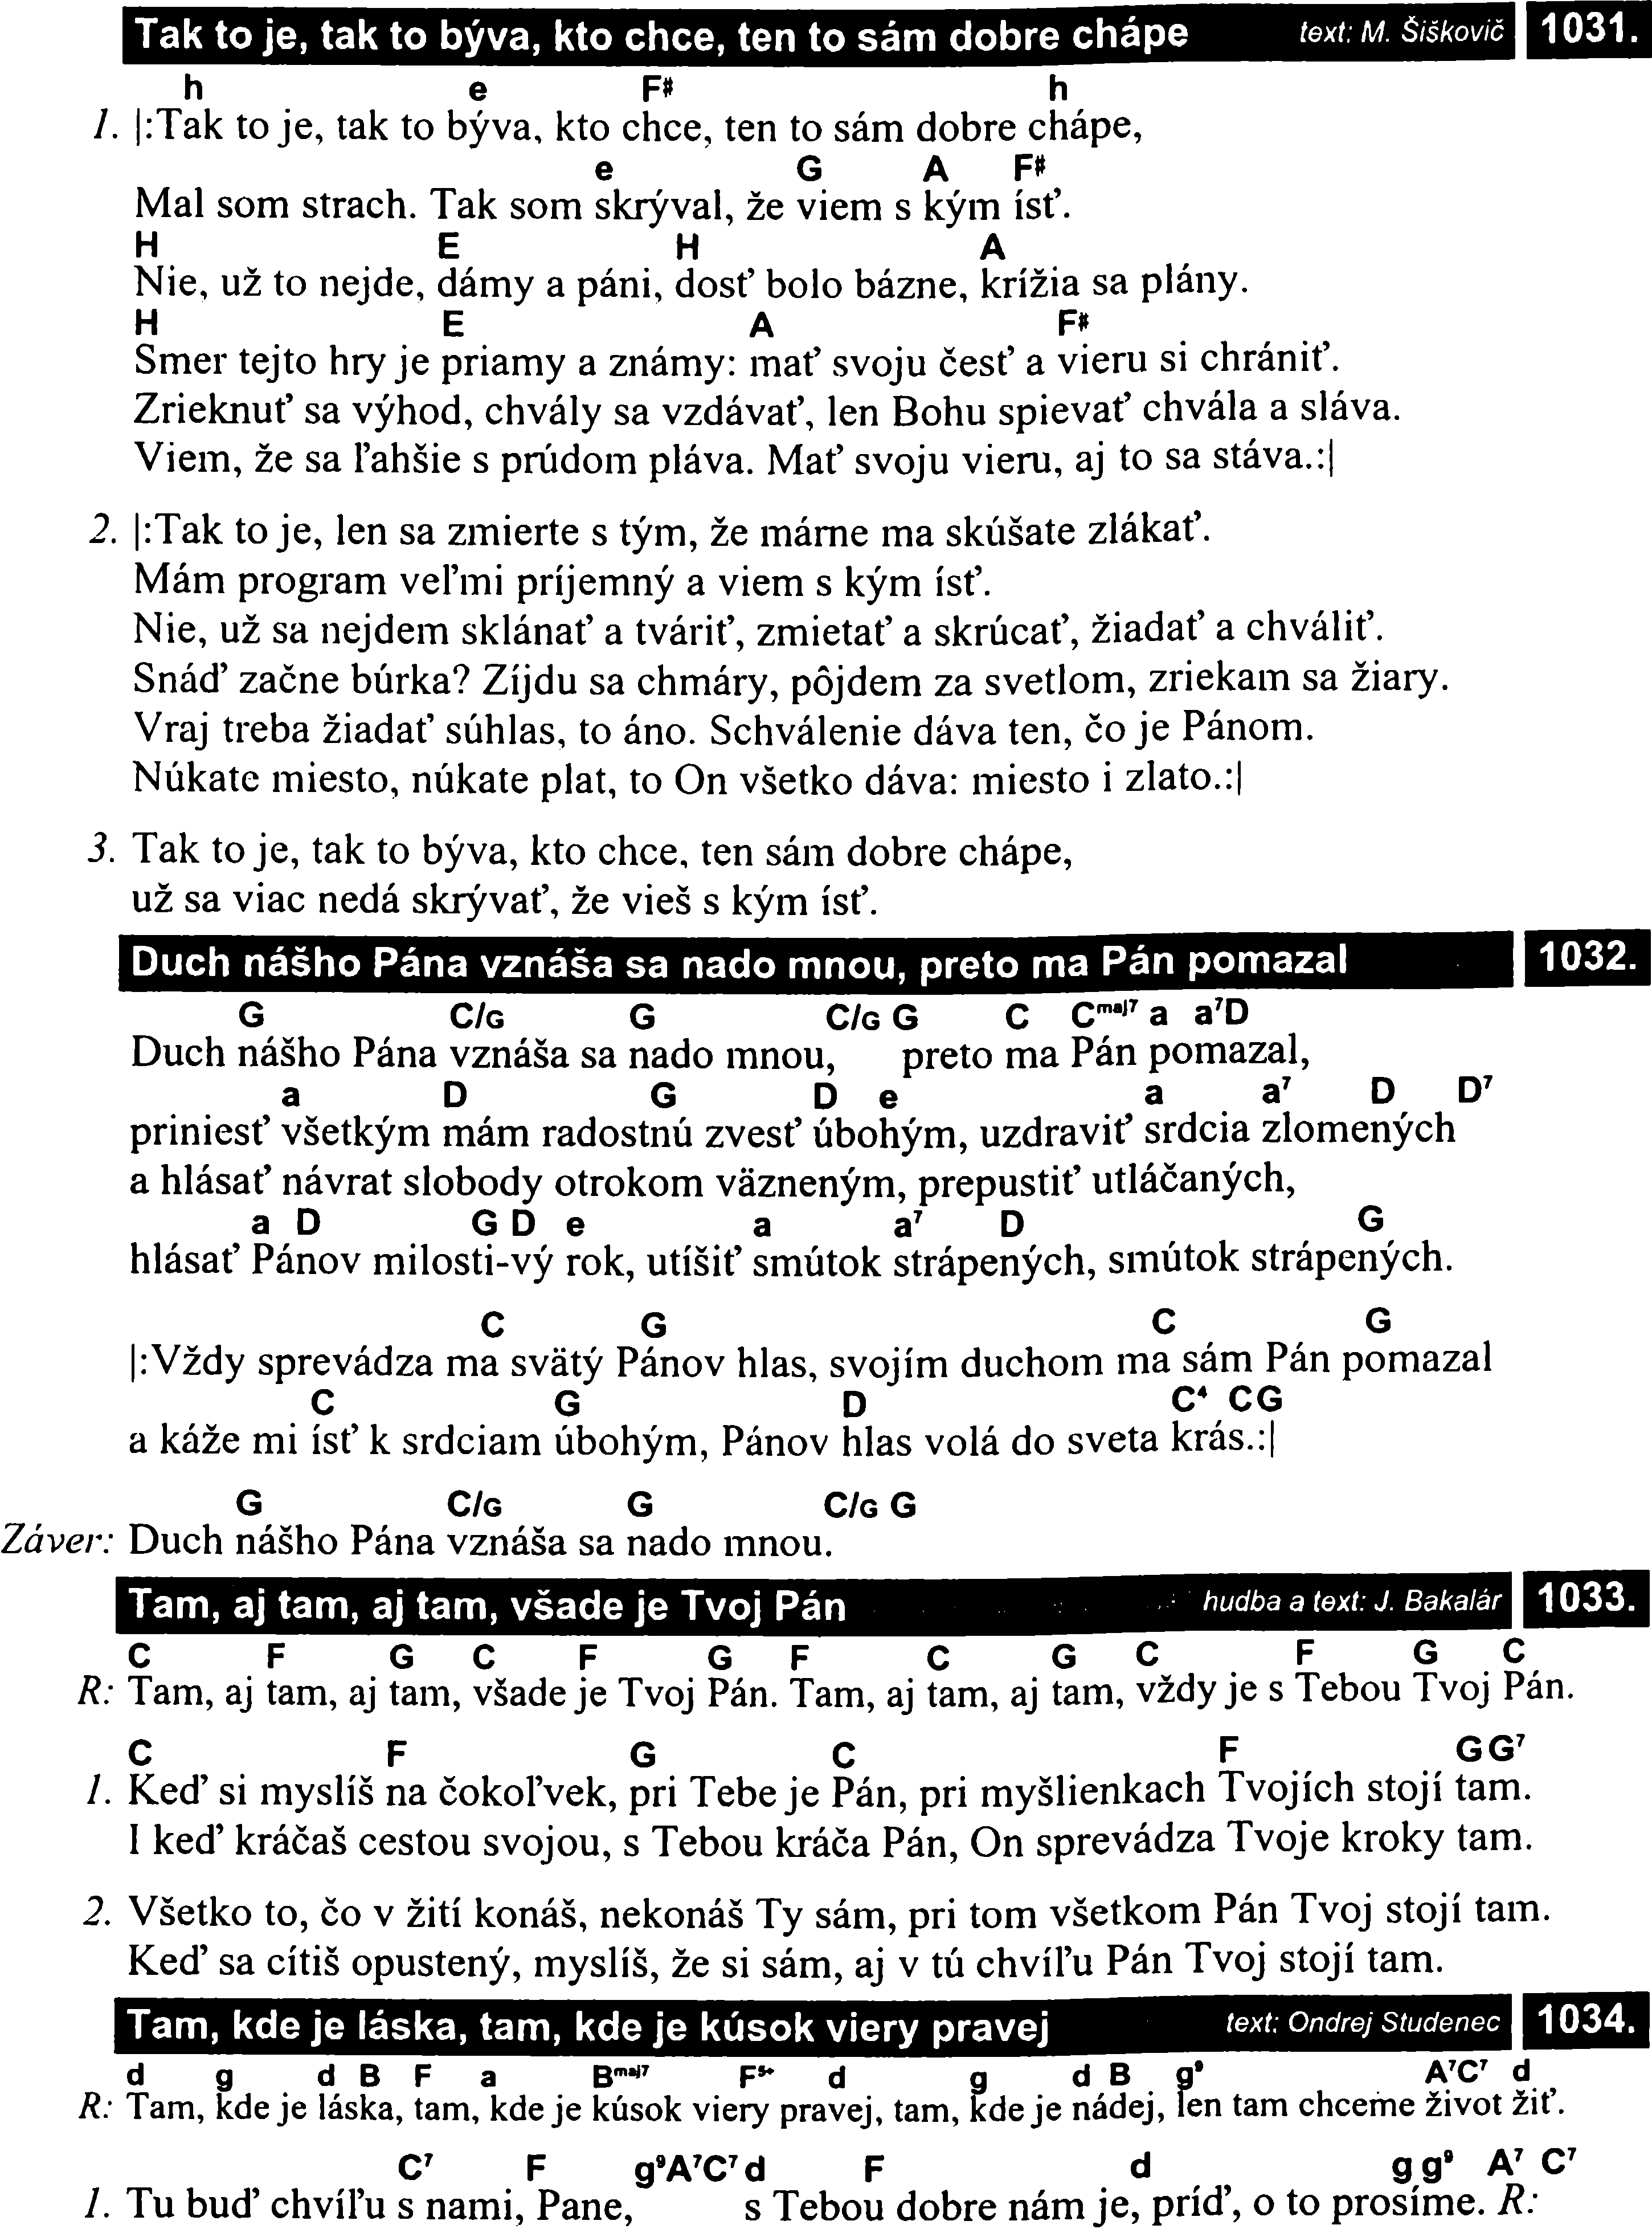 Tak to je, tak to býva, kto chce, ten to sám dobre chápe text: M. Šiškovič 1031.
h e F# h
1. |:Tak to je, tak to býva, kto chce, ten to sám dobre chápe,
e G A F#
Mal som strach. Tak som skrýval, že viem s kým ísť.
H E H A
Nie, už to nejde, dámy a páni, dosť bolo bázne, krížia sa plány.
H E A F#
Smer tejto hry je priamy a známy: mať svoju česť a vieru si chrániť.
Zrieknuť sa výhod, chvály sa vzdávať, len Bohu spievať chvála a sláva.
Viem, že sa ľahšie s prúdom pláva. Mať svoju vieru, aj to sa stáva.:|
2. |:Tak to je, len sa zmierte s tým, že márne ma skúšate zlákať.
Mám program veľmi príjemný a viem s kým ísť.
Nie, už sa nejdem sklánať a tváriť, zmietať a skrúcať, žiadať a chváliť.
Snáď začne búrka? Zíjdu sa chmáry, pôjdem za svetlom, zriekam sa žiary.
Vraj treba žiadať súhlas, to áno. Schválenie dáva ten, čo je Pánom.
Núkate miesto, núkate plat, to On všetko dáva: miesto i zlato.:|
3. Tak to je, tak to býva, kto chce, ten sám dobre chápe,
už sa viac nedá skrývať, že vieš s kým ísť.
Duch nášho Pána vznáša sa nado mnou, preto ma Pán pomazal 1032.
G C/G G C/G G C Cmaj7 a a7D
Duch nášho Pána vznáša sa nado mnou, preto ma Pán pomazal,
a D G D e a a7 D D7
priniesť všetkým mám radostnú zvesť úbohým, uzdraviť srdcia zlomených
a hlásať návrat slobody otrokom väzneným, prepustiť utláčaných,
a D G D e a a7 D G
hlásať Pánov milosti-vý rok, utíšiť smútok strápených, smútok strápených.
C G C G
|:Vždy sprevádza ma svätý Pánov hlas, svojím duchom ma sám Pán pomazal
C G D C4 C G
a káže mi ísť k srdciam úbohým, Pánov hlas volá do sveta krás.:|
G C/G G C/G G
Záver: Duch nášho Pána vznáša sa nado mnou.
Tam, aj tam, aj tam, všade je Tvoj Pán hudba a text: J. Bakalár 1033.
C F G C F G F C G C F G C
R: Tam, aj tam, aj tam, všade je Tvoj Pán. Tam, aj tam, aj tam, vždy je s Tebou Tvoj Pán.
C F G C F G G7
1. Keď si myslíš na čokoľvek, pri Tebe je Pán, pri myšlienkach Tvojích stojí tam.
I keď kráčaš cestou svojou, s Tebou kráča Pán, On sprevádza Tvoje kroky tam.
2. Všetko to, čo v žití konáš, nekonáš Ty sám, pri tom všetkom Pán Tvoj stojí tam.
Keď sa cítiš opustený, myslíš, že si sám, aj v tú chvíľu Pán Tvoj stojí tam.
Tam, kde je láska, tam, kde je kúsok viery pravej text: Ondrej Studenec 1034.
d g d B F a Bmaj7 F5+ d g d B g9 A7C7 d
R: Tam, kde je láska, tam, kde je kúsok viery pravej, tam, kde je nádej, len tam chceme život žiť.
C7 F g9A7C7 d F d g g9 A7 C7
1. Tu buď chvíľu s nami, Pane, s Tebou dobre nám je, príď, o to prosíme. R: